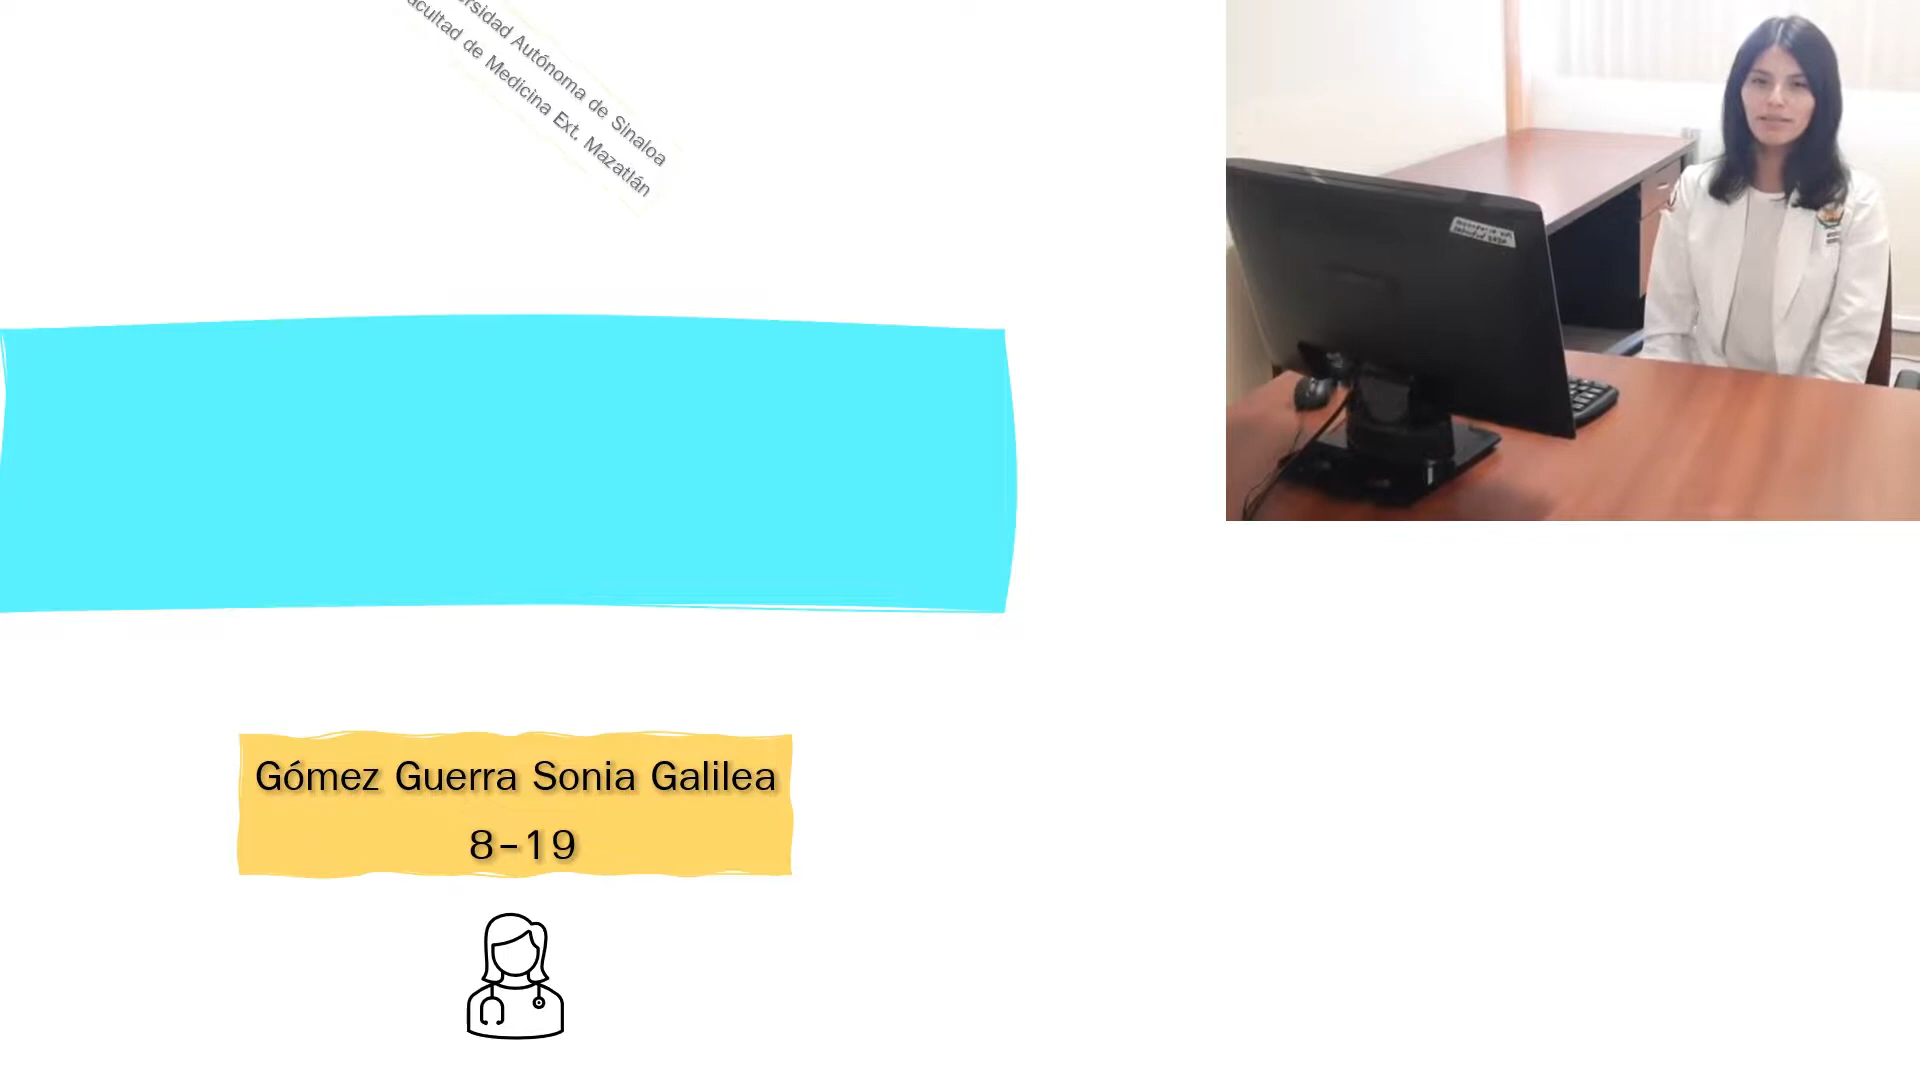 Autónoma de Sinaloa
de Medicina Ext. Mazatlán
Gómez Guerra Sonia Galilea
8-19